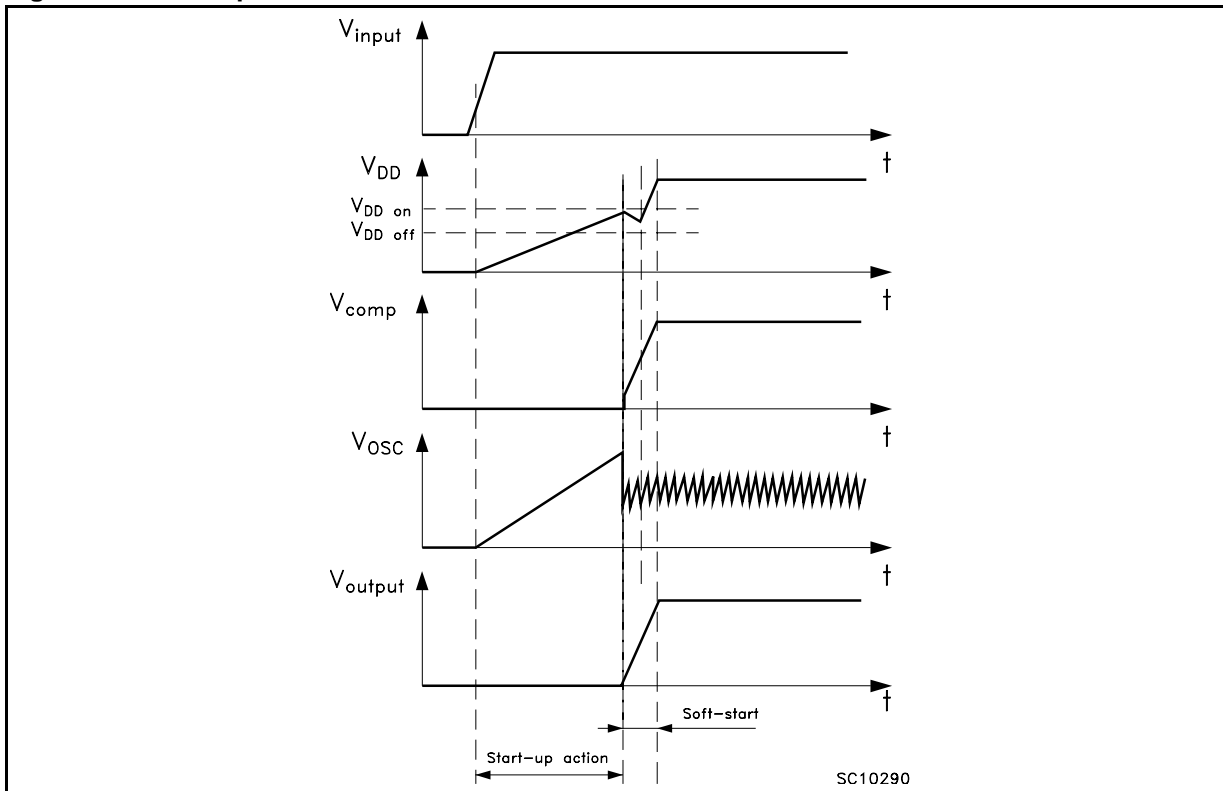 Vinput
t
VDD
VDD on
VDD off
t
Vcomp
t
VOSC
t
Voutput
t
Soft-start
Start-up action
SC10290